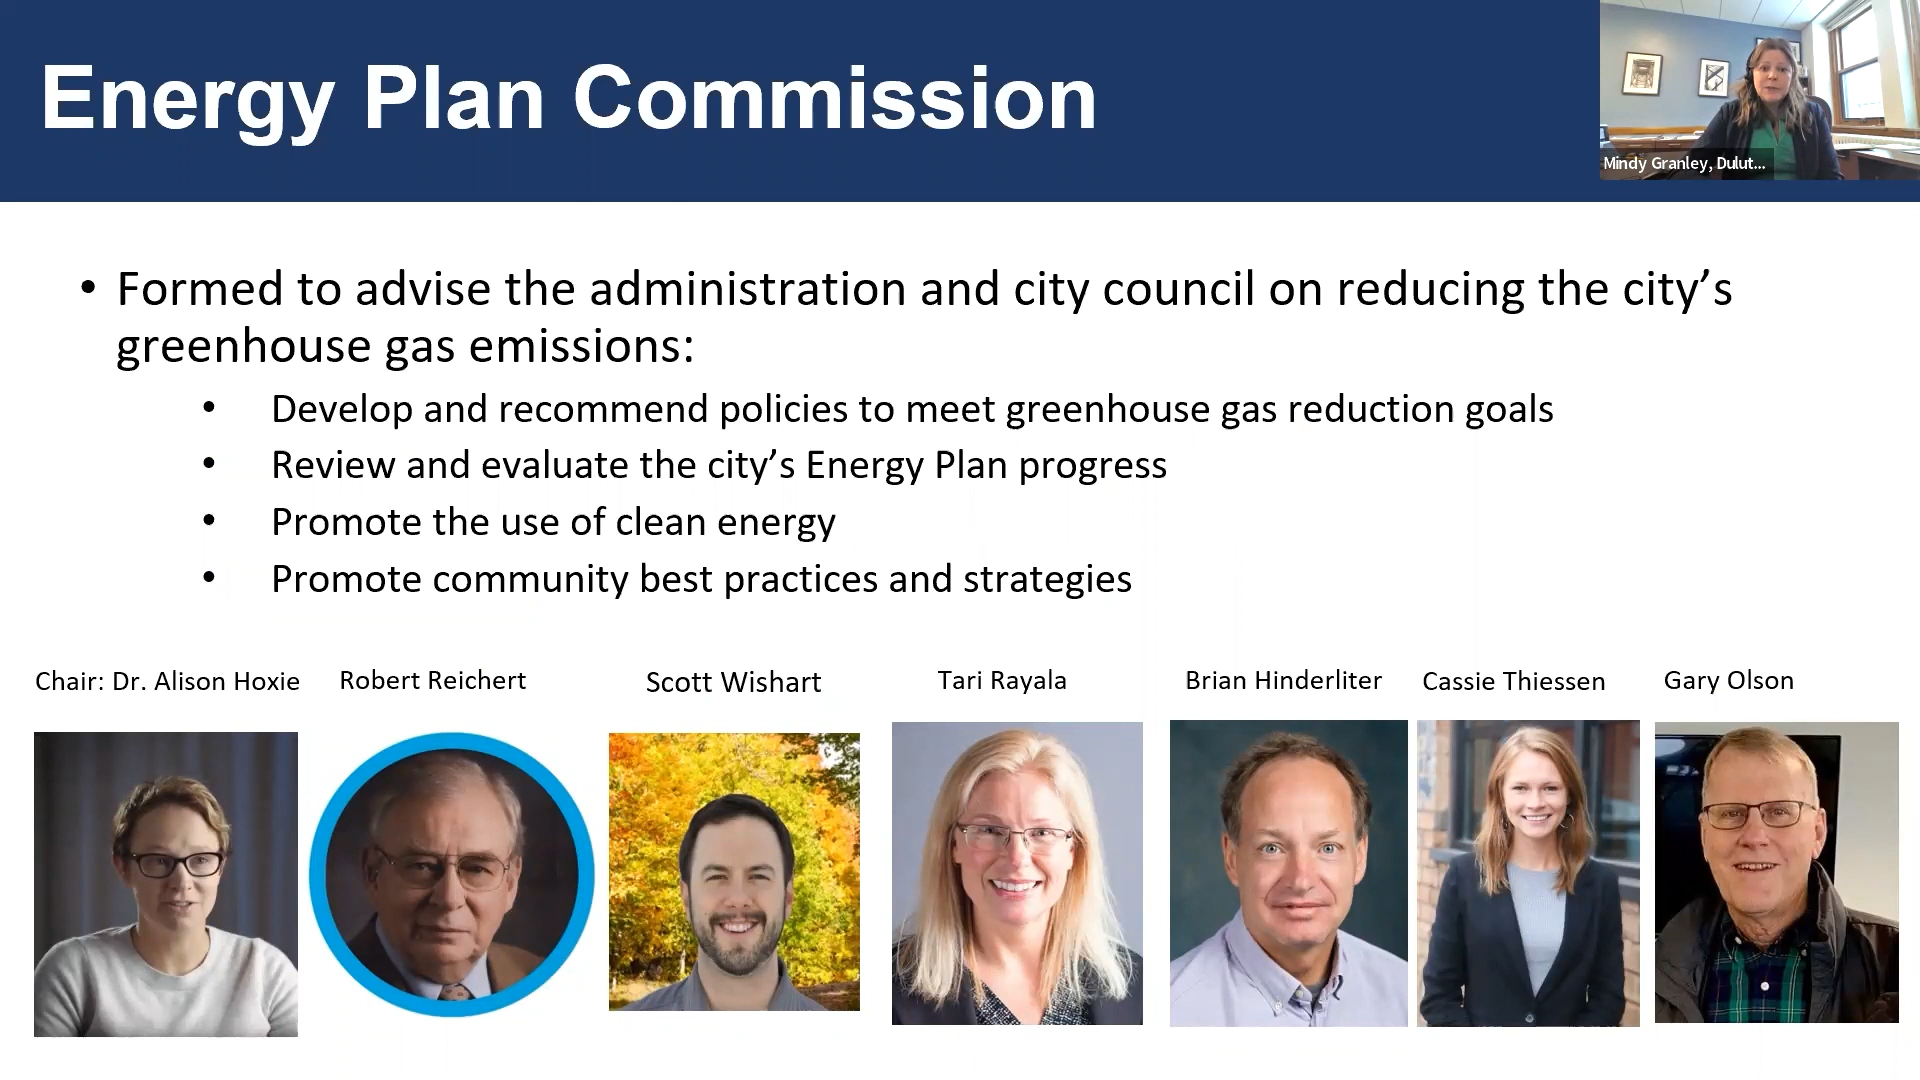 Energy Plan Commission
Mindy Granley, Dulut...
• Formed to advise the administration and city council on reducing the city’s
greenhouse gas emissions:
• Develop and recommend policies to meet greenhouse gas reduction goals
• Review and evaluate the city’s Energy Plan progress
• Promote the use of clean energy
• Promote community best practices and strategies
Chair: Dr. Alison Hoxie
Robert Reichert
Scott Wishart
Tari Rayala
Brian Hinderliter
Cassie Thiessen
Gary Olson